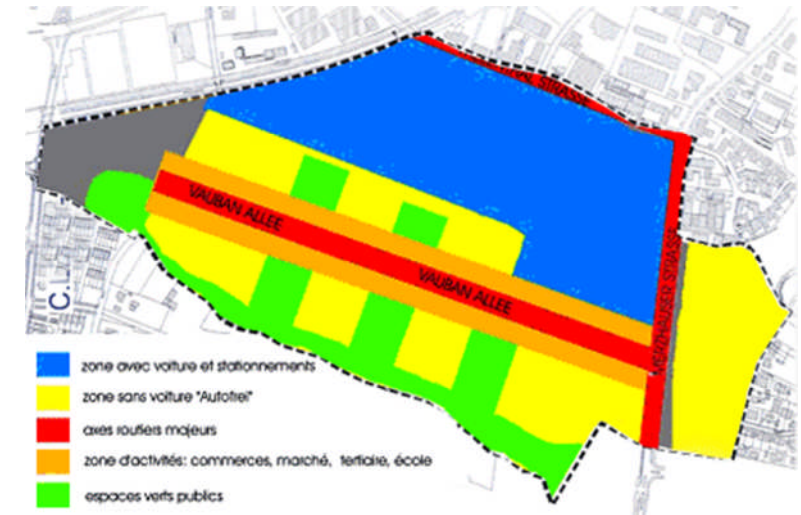 STRASSE
VAUBAN ALLEE
VAUBAN ALLEE
MERZHAUSER STRASSE
C.L.
zone avec voiture et stationnements
zone sans voiture "Autofrei"
axes routiers majeurs
zone d'activités: commerces, marché, tertiaire, école
espaces verts publics